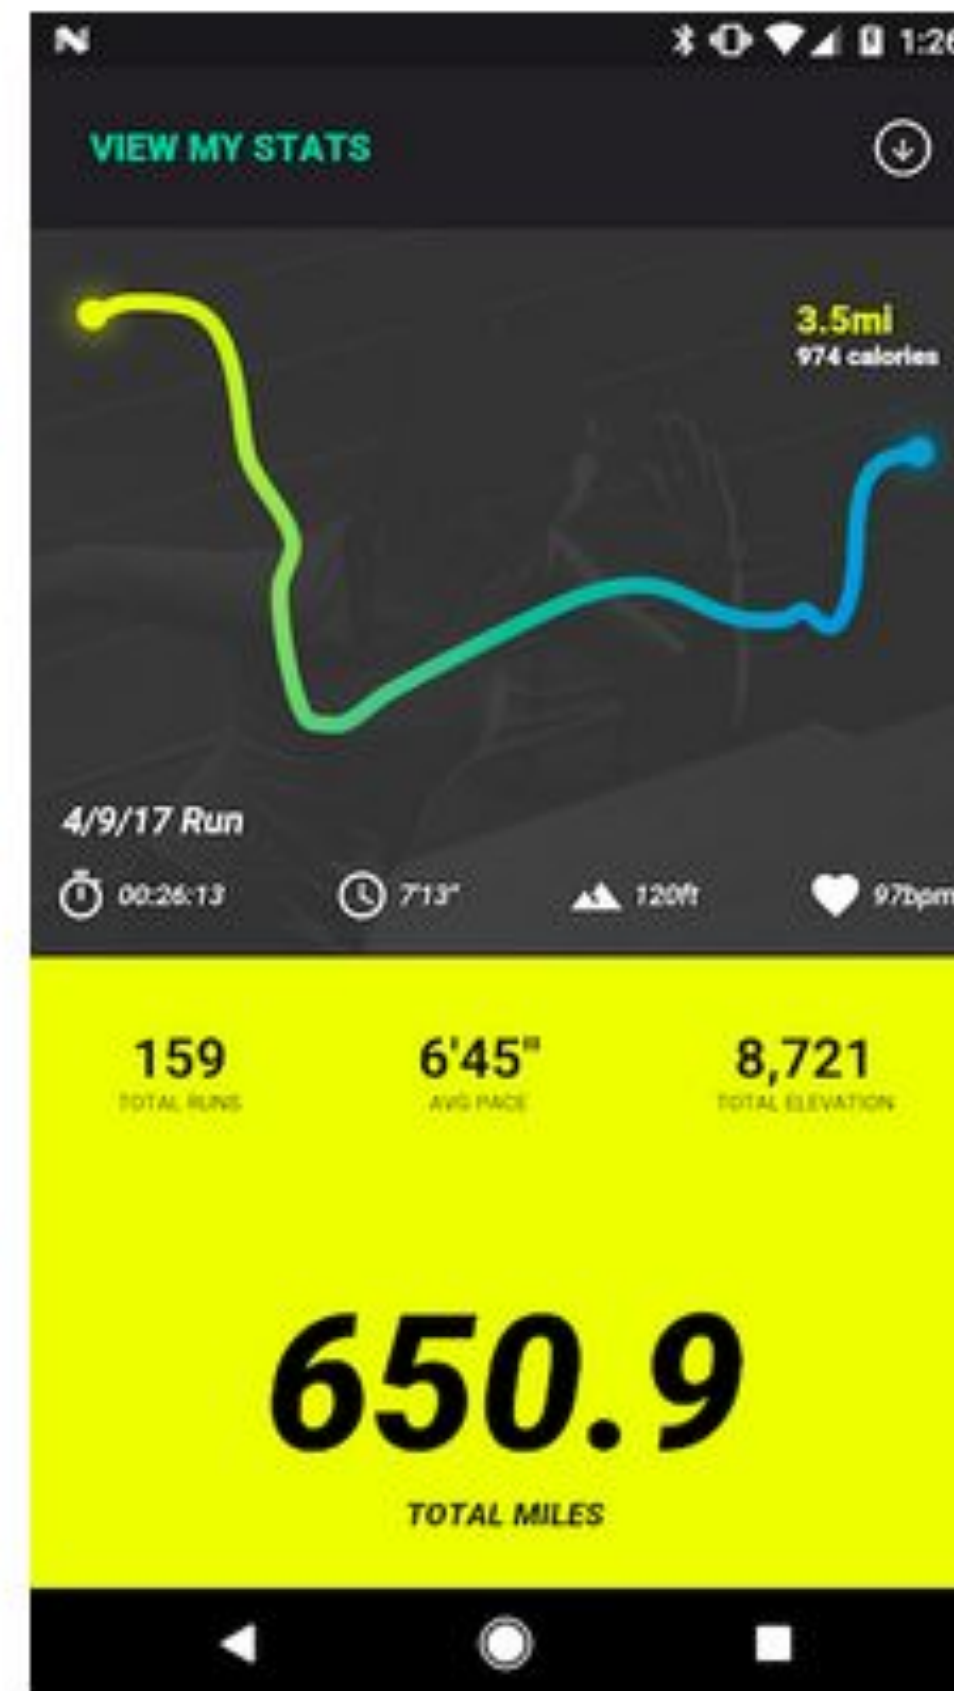 1:26
VIEW MY STATS
3.5mi
974 calories
4/9/17 Run
00:26:13 7'13" 120ft 97bpm
159 6'45" 8,721
TOTAL RUNS AVG PACE TOTAL ELEVATION
650.9
TOTAL MILES